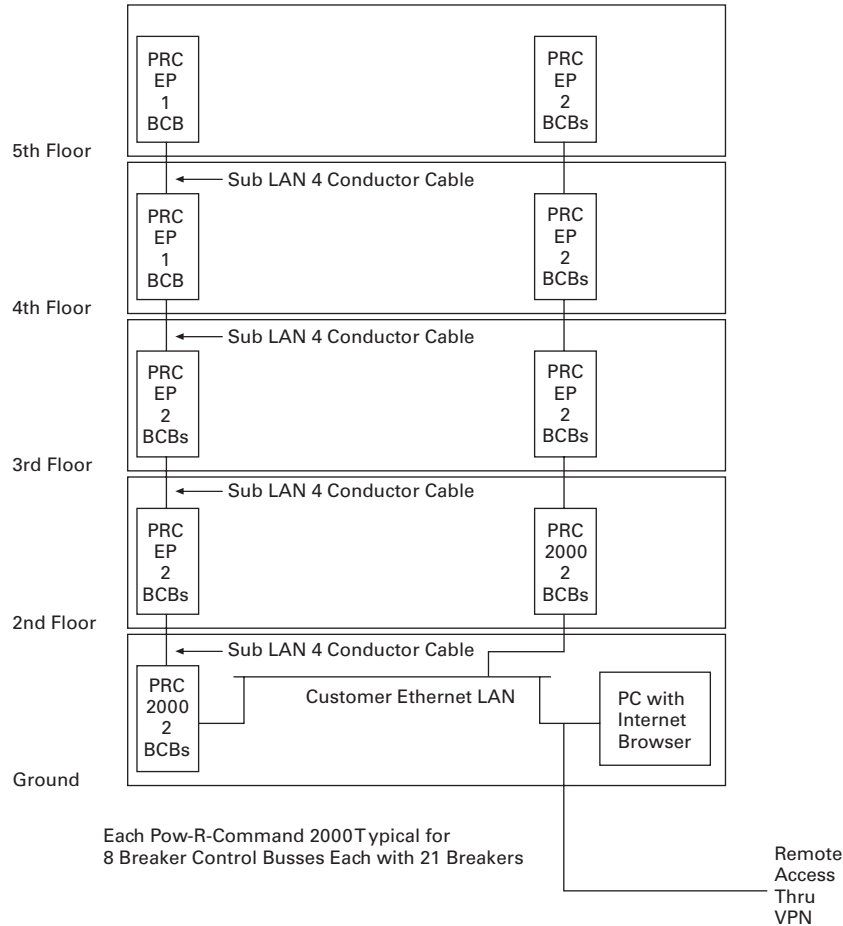 PRC
EP
1
BCB
PRC
EP
2
BCBs
5th Floor
Sub LAN 4 Conductor Cable
PRC
EP
1
BCB
PRC
EP
2
BCBs
4th Floor
Sub LAN 4 Conductor Cable
PRC
EP
2
BCBs
PRC
EP
2
BCBs
3rd Floor
Sub LAN 4 Conductor Cable
PRC
EP
2
BCBs
PRC
2000
2
BCBs
2nd Floor
Sub LAN 4 Conductor Cable
PRC
2000
2
BCBs
Customer Ethernet LAN
PC with
Internet
Browser
Ground
Each Pow-R-Command 2000 Typical for
8 Breaker Control Busses Each with 21 Breakers
Remote
Access
Thru
VPN